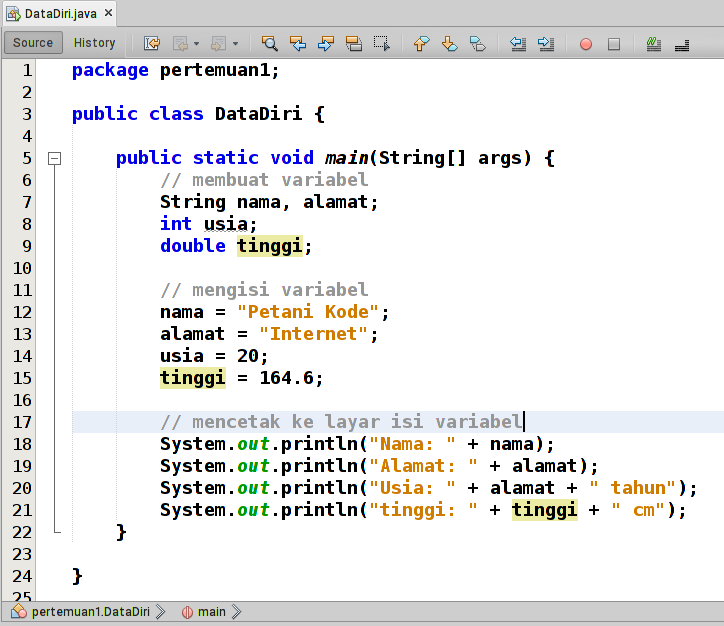 DataDiri.java ×
Source History
1 package pertemuan1;
2
3 public class DataDiri {
4
5 public static void main(String[] args) {
6 // membuat variabel
7 String nama, alamat;
8 int usia;
9 double tinggi;
10
11 // mengisi variabel
12 nama = "Petani Kode";
13 alamat = "Internet";
14 usia = 20;
15 tinggi = 164.6;
16
17 // mencetak ke layar isi variabel
18 System.out.println("Nama: " + nama);
19 System.out.println("Alamat: " + alamat);
20 System.out.println("Usia: " + alamat + " tahun");
21 System.out.println("tinggi: " + tinggi + " cm");
22 }
23
24 }
25
pertemuan1.DataDiri main